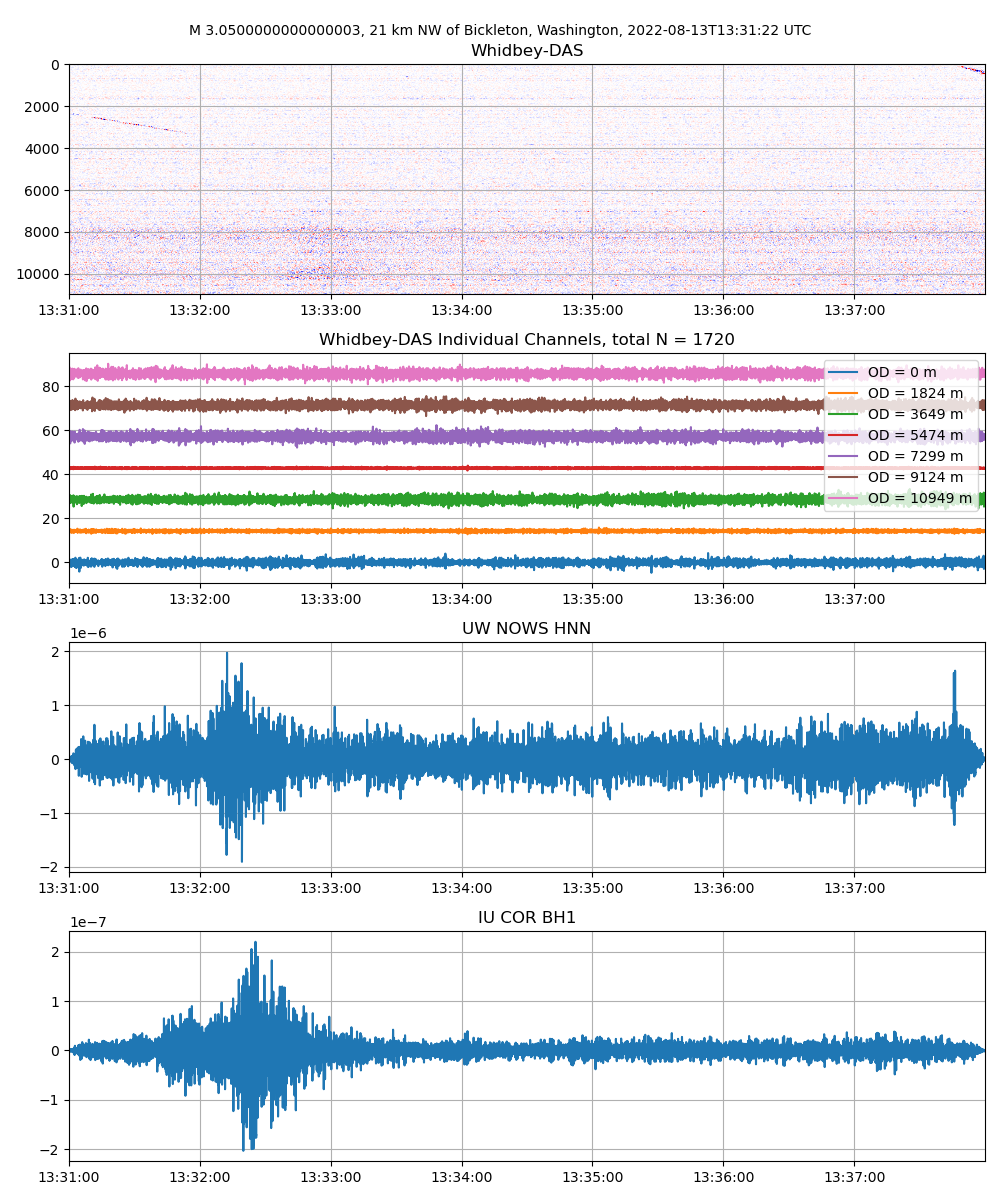 M 3.0500000000000003, 21 km NW of Bickleton, Washington, 2022-08-13T13:31:22 UTC
Whidbey-DAS
0
2000
4000
6000
8000
10000
13:31:00 13:32:00 13:33:00 13:34:00 13:35:00 13:36:00 13:37:00
Whidbey-DAS Individual Channels, total N = 1720
80
60
40
20
0
OD = 0 m
OD = 1824 m
OD = 3649 m
OD = 5474 m
OD = 7299 m
OD = 9124 m
OD = 10949 m
13:31:00 13:32:00 13:33:00 13:34:00 13:35:00 13:36:00 13:37:00
1e−6
UW NOWS HNN
2
1
0
−1
−2
13:31:00 13:32:00 13:33:00 13:34:00 13:35:00 13:36:00 13:37:00
1e−7
IU COR BH1
2
1
0
−1
−2
13:31:00 13:32:00 13:33:00 13:34:00 13:35:00 13:36:00 13:37:00